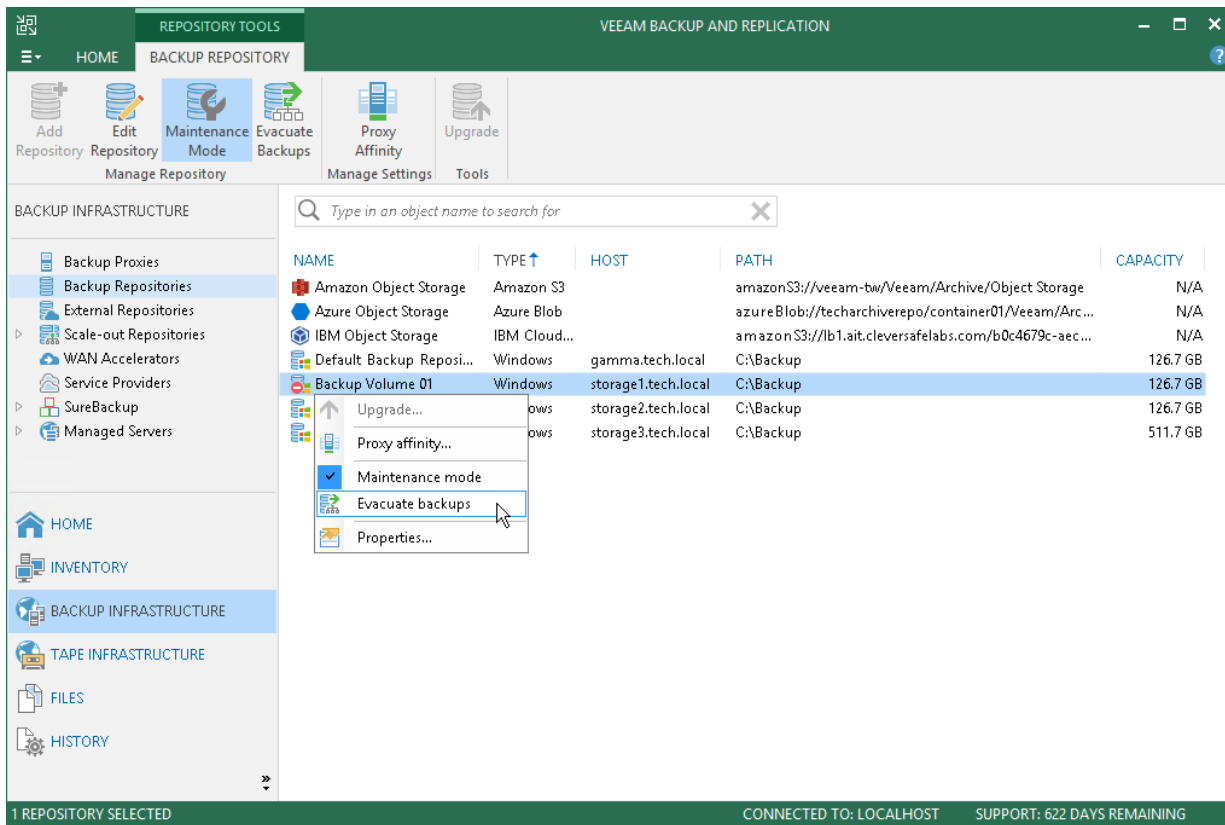 REPOSITORY TOOLS VEEAM BACKUP AND REPLICATION
HOME BACKUP REPOSITORY
Add Repository Edit Repository Maintenance Mode Evacuate Backups Proxy Affinity Upgrade
Manage Repository Manage Settings Tools
BACKUP INFRASTRUCTURE
Backup Proxies
Backup Repositories
External Repositories
Scale-out Repositories
WAN Accelerators
Service Providers
SureBackup
Managed Servers
HOME
INVENTORY
BACKUP INFRASTRUCTURE
TAPE INFRASTRUCTURE
FILES
HISTORY
Type in an object name to search for
NAME TYPE HOST PATH CAPACITY
Amazon Object Storage Amazon S3 amazonS3://veeam-tw/Veeam/Archive/Object Storage N/A
Azure Object Storage Azure Blob azureBlob://techarchiverepo/container01/Veeam/Arc... N/A
IBM Object Storage IBM Cloud... amazonS3://lb1.ait.cleversafelabs.com/b0c4679c-aec... N/A
Default Backup Reposi... Windows gamma.tech.local C:\Backup 126.7 GB
Backup Volume 01 Windows storage1.tech.local C:\Backup 126.7 GB
ows storage2.tech.local C:\Backup 126.7 GB
ows storage3.tech.local C:\Backup 511.7 GB
Upgrade...
Proxy affinity...
Maintenance mode
Evacuate backups
Properties...
1 REPOSITORY SELECTED CONNECTED TO: LOCALHOST SUPPORT: 622 DAYS REMAINING